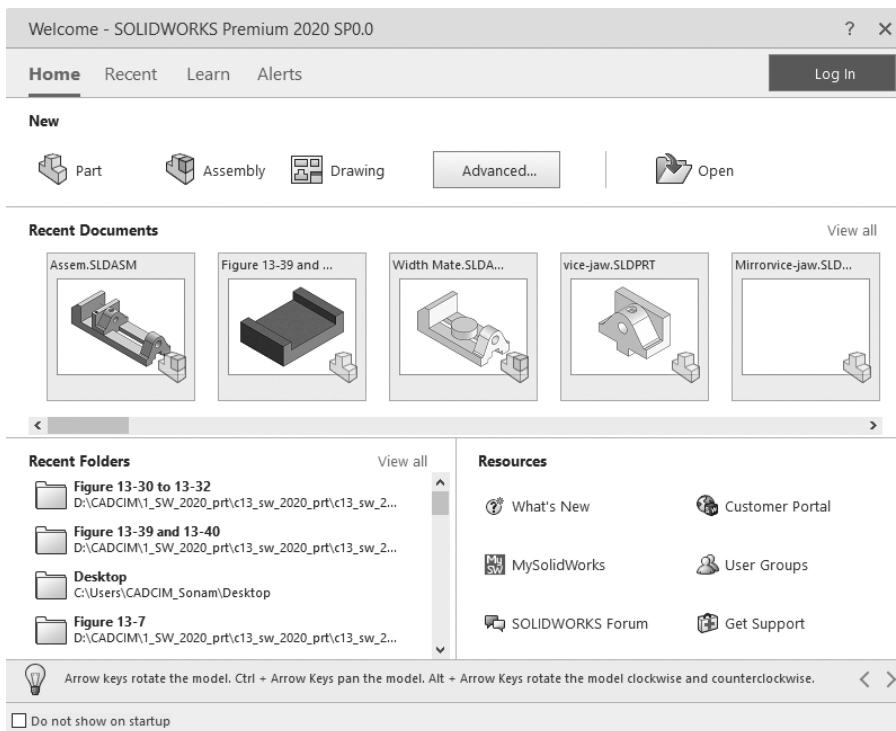 Welcome - SOLIDWORKS Premium 2020 SP0.0 ?
Home Recent Learn Alerts Log In
New
Part Assembly Drawing Advanced... Open
Recent Documents View all
Assem.SLDASM Figure 13-39 and ... Width Mate.SLDA... vice-jaw.SLDPRT Mirrorvice-jaw.SLD...
Recent Folders View all
Figure 13-30 to 13-32
D:\CADCIM\1_SW_2020_prt\c13_sw_2020_prt\c13_sw_2...
Figure 13-39 and 13-40
D:\CADCIM\1_SW_2020_prt\c13_sw_2020_prt\c13_sw_2...
Desktop
C:\Users\CADCIM_Sonam\Desktop
Figure 13-7
D:\CADCIM\1_SW_2020_prt\c13_sw_2020_prt\c13_sw_2...
Resources
What's New Customer Portal
My SW MySolidWorks User Groups
SOLIDWORKS Forum Get Support
Arrow keys rotate the model. Ctrl + Arrow Keys pan the model. Alt + Arrow Keys rotate the model clockwise and counterclockwise.
Do not show on startup